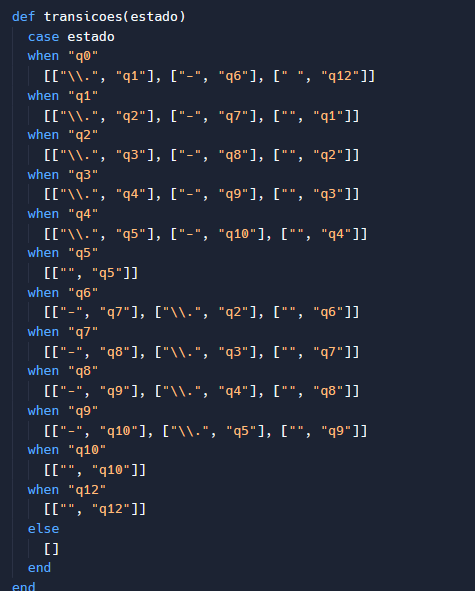 def transicoes(estado)
  case estado
  when "q0"
    [["\\.", "q1"], ["-", "q6"], [" ", "q12"]]
  when "q1"
    [["\\.", "q2"], ["-", "q7"], ["", "q1"]]
  when "q2"
    [["\\.", "q3"], ["-", "q8"], ["", "q2"]]
  when "q3"
    [["\\.", "q4"], ["-", "q9"], ["", "q3"]]
  when "q4"
    [["\\.", "q5"], ["-", "q10"], ["", "q4"]]
  when "q5"
    [["", "q5"]]
  when "q6"
    [["-", "q7"], ["\\.", "q2"], ["", "q6"]]
  when "q7"
    [["-", "q8"], ["\\.", "q3"], ["", "q7"]]
  when "q8"
    [["-", "q9"], ["\\.", "q4"], ["", "q8"]]
  when "q9"
    [["-", "q10"], ["\\.", "q5"], ["", "q9"]]
  when "q10"
    [["", "q10"]]
  when "q12"
    [["", "q12"]]
  else
    []
  end
end